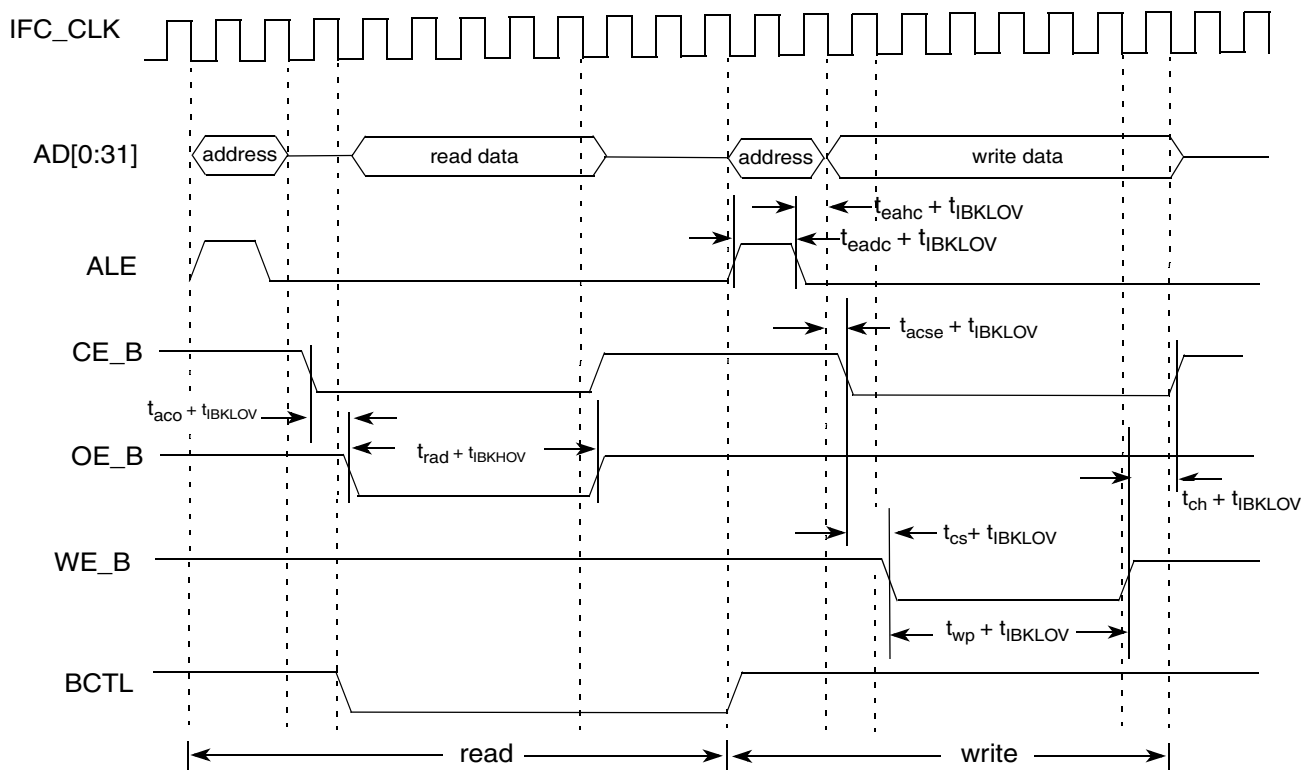 IFC_CLK
AD[0:31]
address
read data
address
write data
teahc + tIBKLOV
teadc + tIBKLOV
ALE
tacse + tIBKLOV
CE_B
taco + tIBKLOV
trad + tIBKHOV
OE_B
tch + tIBKLOV
tcs+ tIBKLOV
WE_B
twp + tIBKLOV
BCTL
read
write